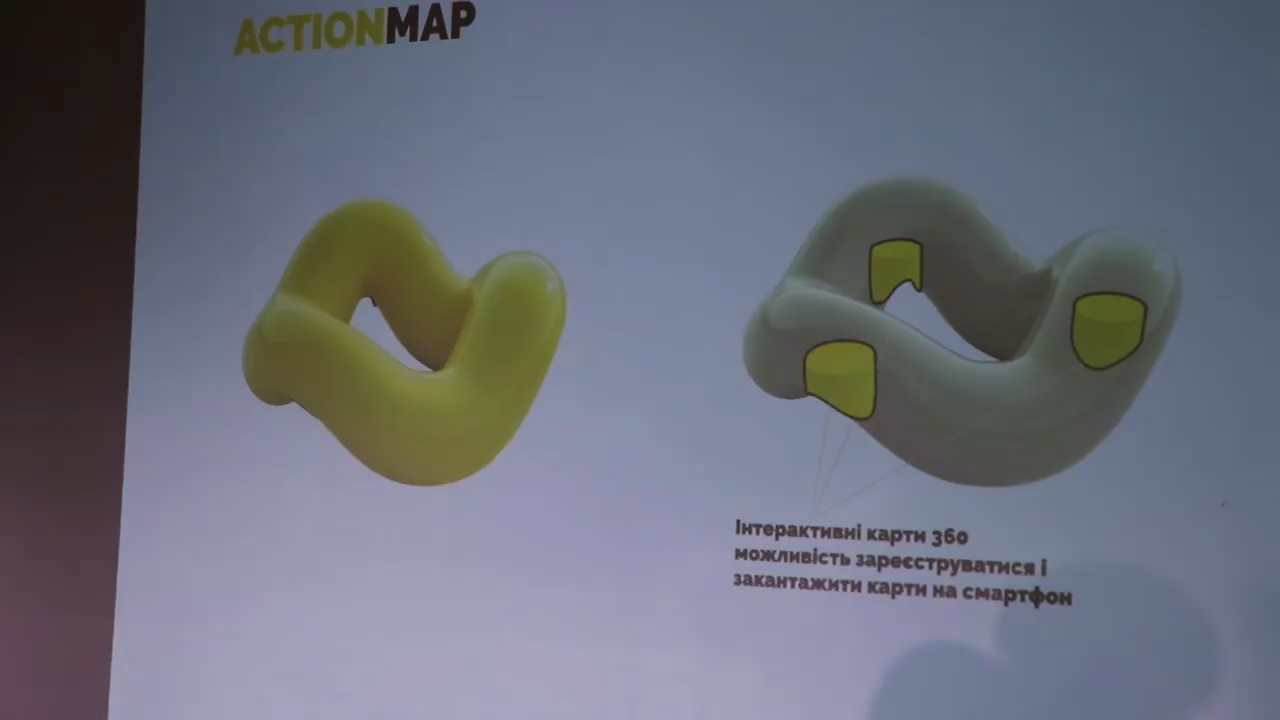 ACTIONMAP
Інтерактивні карти 360
можливість зареєструватися і
закантажити карти на смартфон